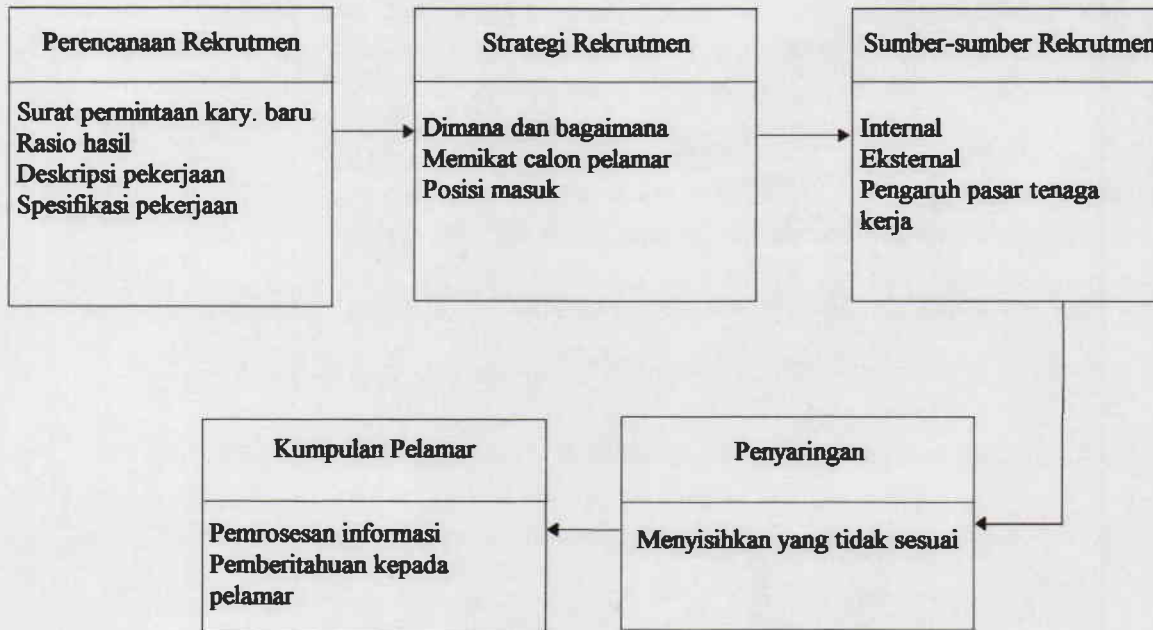 Perencanaan Rekrutmen
Surat permintaan kary. baru
Rasio hasil
Deskripsi pekerjaan
Spesifikasi pekerjaan
Strategi Rekrutmen
Dimana dan bagaimana
Memikat calon pelamar
Posisi masuk
Sumber-sumber Rekrutmen
Internal
Eksternal
Pengaruh pasar tenaga
kerja
Penyaringan
Menyisihkan yang tidak sesuai
Kumpulan Pelamar
Pemrosesan informasi
Pemberitahuan kepada
pelamar